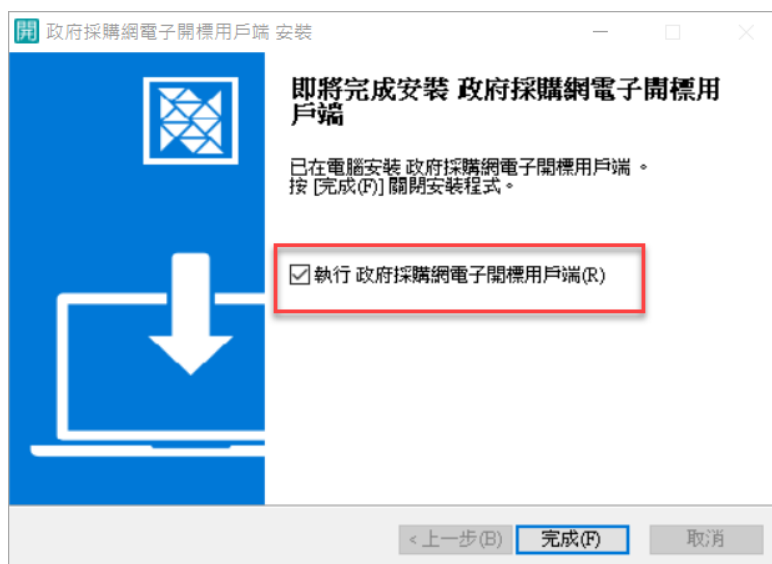 開 政府採購網電子開標用戶端 安裝
即將完成安裝 政府採購網電子開標用
戶端
已在電腦安裝 政府採購網電子開標用戶端 。
按 [完成(F)] 關閉安裝程式。
執行 政府採購網電子開標用戶端(R)
< 上一步(B) 完成(F) 取消